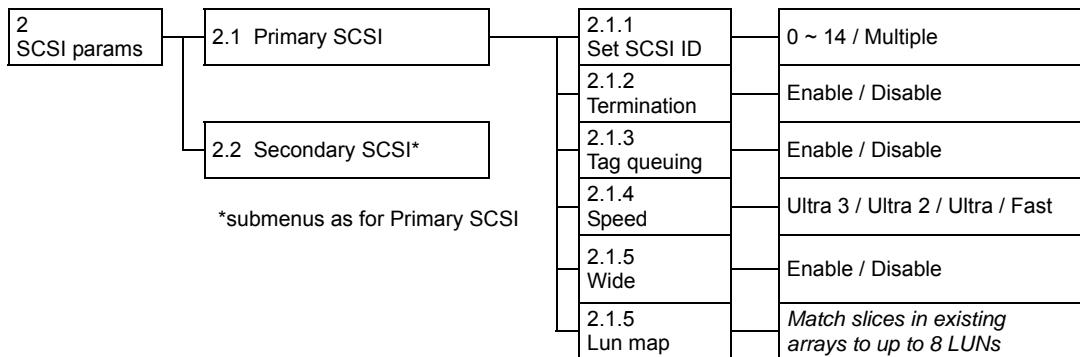 2
SCSI params
2.1 Primary SCSI
2.1.1
Set SCSI ID
0 ~ 14 / Multiple
2.1.2
Termination
Enable / Disable
2.2 Secondary SCSI*
2.1.3
Tag queuing
Enable / Disable
*submenus as for Primary SCSI
2.1.4
Speed
Ultra 3 / Ultra 2 / Ultra / Fast
2.1.5
Wide
Enable / Disable
2.1.5
Lun map
Match slices in existing
arrays to up to 8 LUNs